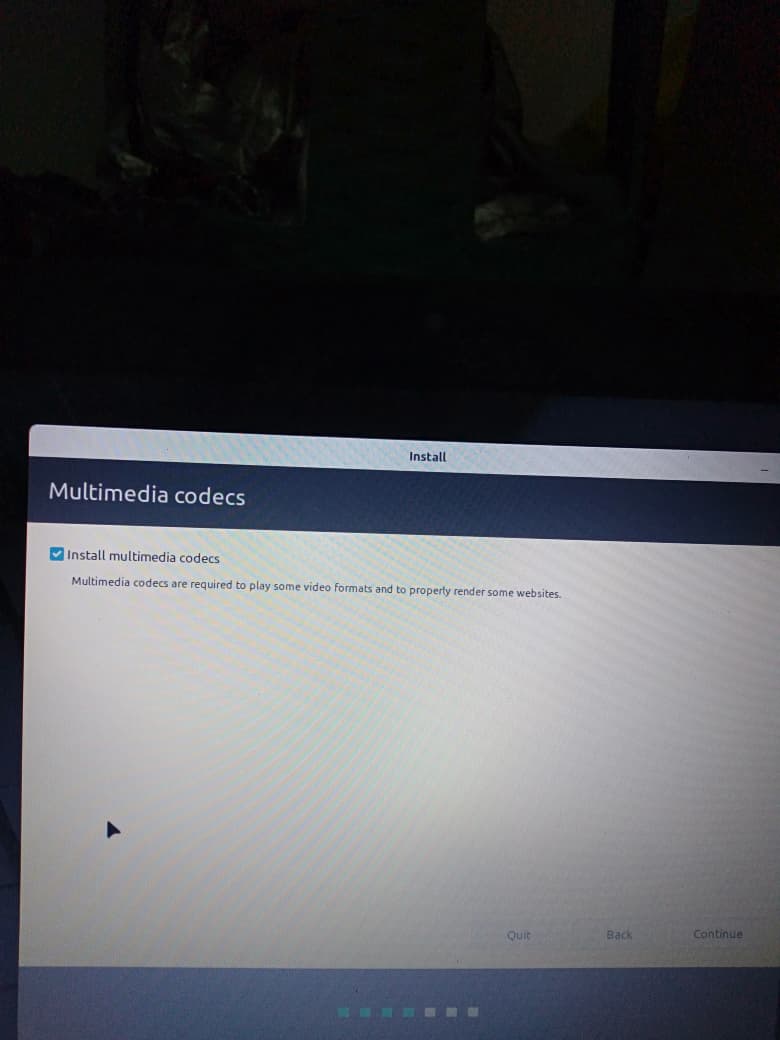 Install
Multimedia codecs
Install multimedia codecs
Multimedia codecs are required to play some video formats and to properly render some websites.
Quit
Back
Continue